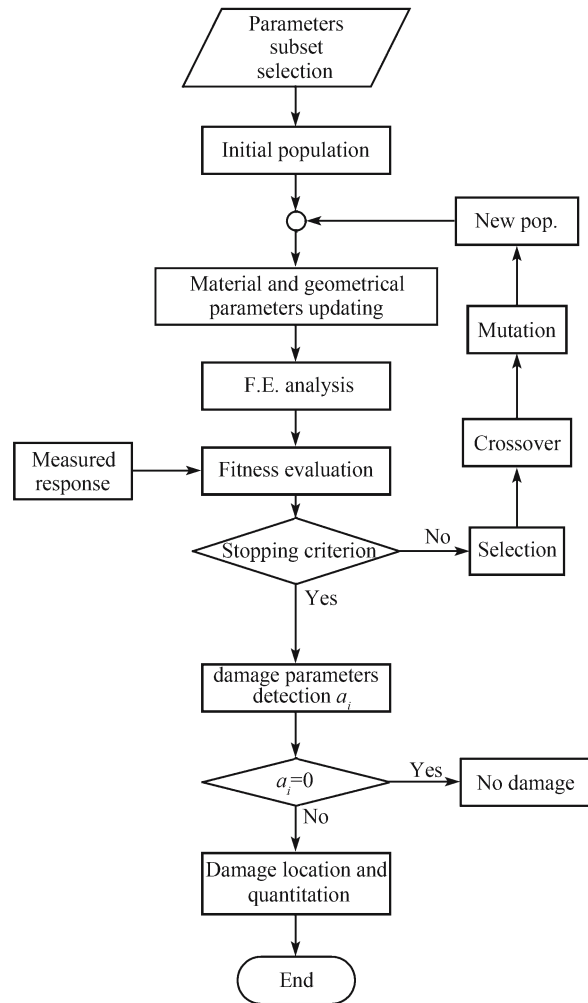 Parameters
subset
selection
Initial population
New pop.
Material and geometrical
parameters updating
Mutation
F.E. analysis
Crossover
Measured
response
Fitness evaluation
Stopping criterion
No
Selection
Yes
damage parameters
detection a_i
a_i=0
Yes
No damage
No
Damage location and
quantitation
End